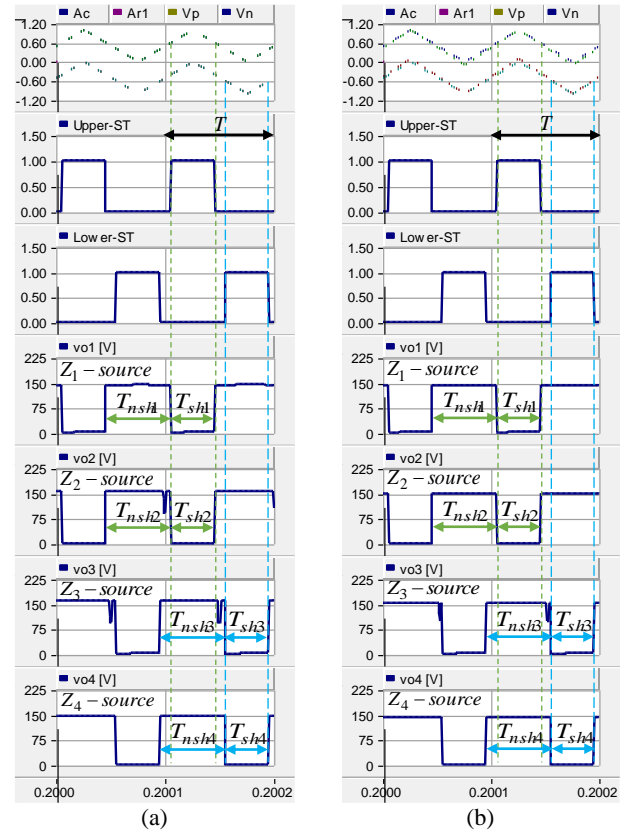 Ac Ar1 Vp Vn
1.20
0.60
0.00
-0.60
-1.20
Upper-ST
T
1.50
1.00
0.50
0.00
Lower-ST
1.50
1.00
0.50
0.00
vo1 [V]
225
150
75
0
Z1 – source
Tnsh1 Tsh1
vo2 [V]
225
150
75
0
Z2 – source
Tnsh2 Tsh2
vo3 [V]
225
150
75
0
Z3 – source
Tnsh3 Tsh3
vo4 [V]
225
150
75
0
Z4 – source
Tnsh4 Tsh4
0.2000 0.2001 0.2002
(a)
Ac Ar1 Vp Vn
1.20
0.60
0.00
-0.60
-1.20
Upper-ST
T
1.50
1.00
0.50
0.00
Lower-ST
1.50
1.00
0.50
0.00
vo1 [V]
225
150
75
0
Z1 – source
Tnsh1 Tsh1
vo2 [V]
225
150
75
0
Z2 – source
Tnsh2 Tsh2
vo3 [V]
225
150
75
0
Z3 – source
Tnsh3 Tsh3
vo4 [V]
225
150
75
0
Z4 – source
Tnsh4 Tsh4
0.2000 0.2001 0.2002
(b)